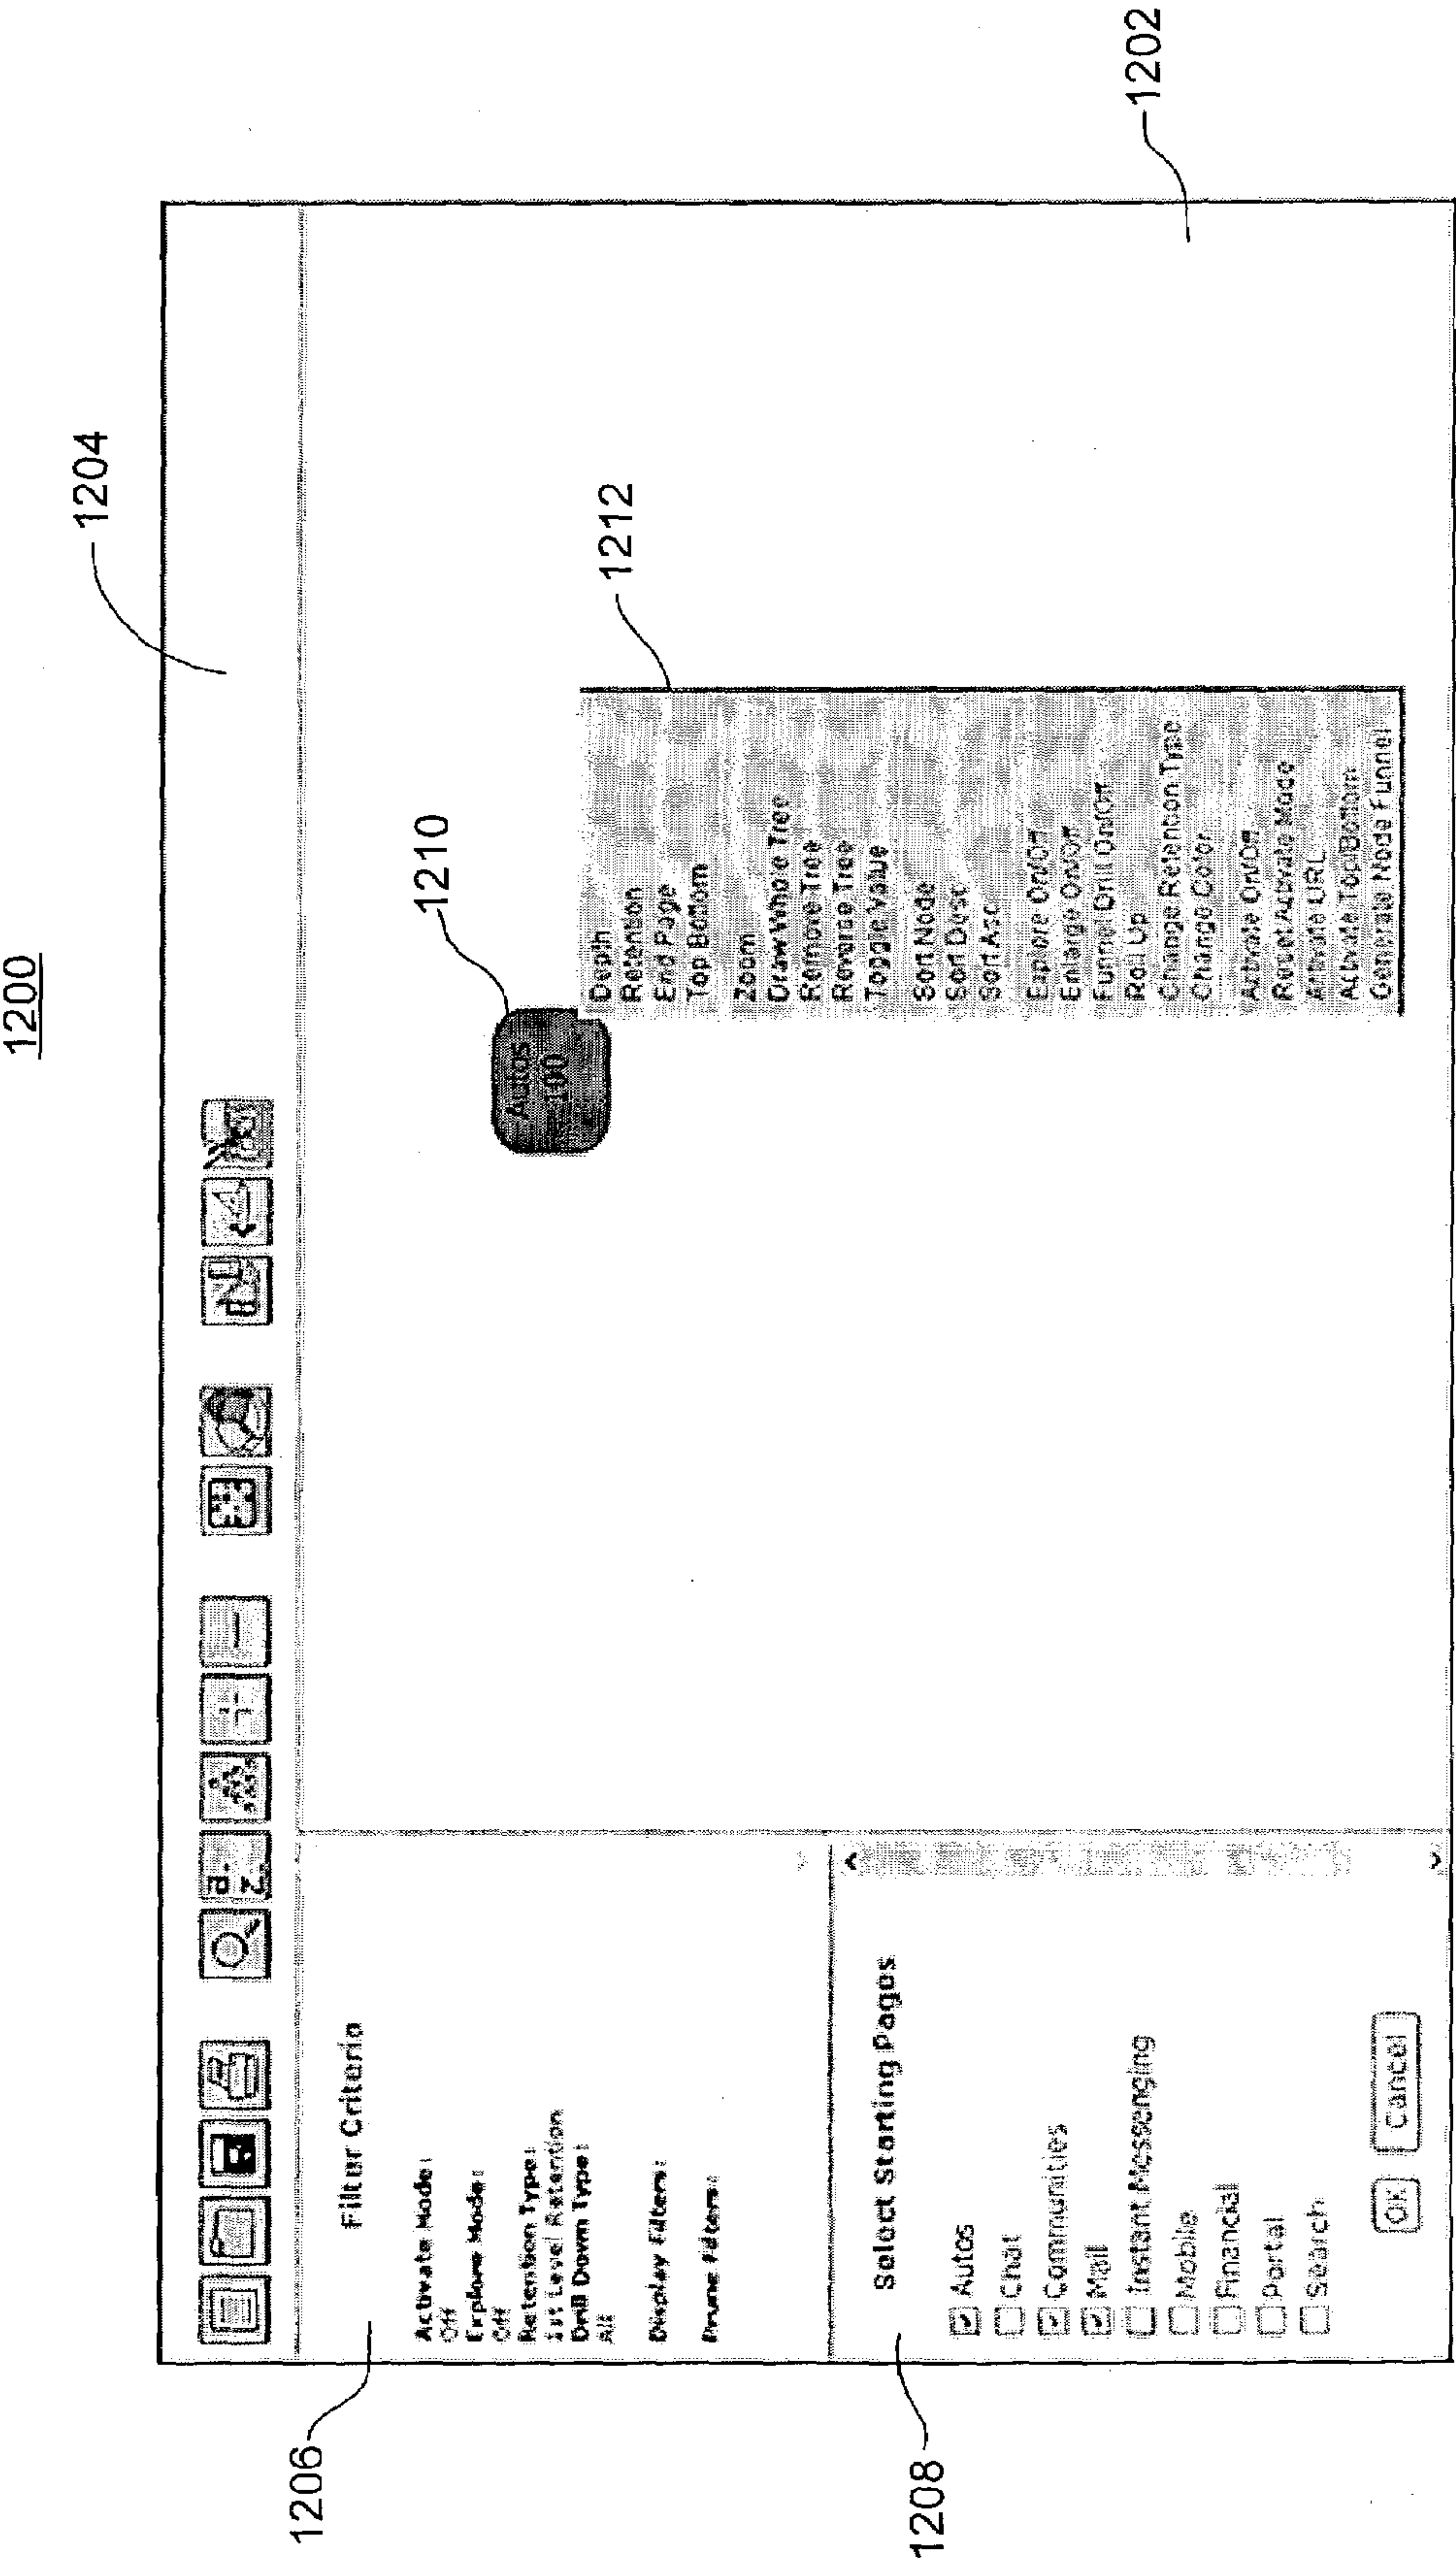 1200
1204
a..
z..
1206
Filter Criteria
Activate Mode:
Off
Explore Mode:
Off
Retention Type:
1st Level Retention
Drill Down Type:
All
Display Filters:
Prune Filters:
1208
Select Starting Pages
Autos
Chat
Communities
Mail
Instant Messenging
Mobile
Financial
Portal
Search
OK
Cancel
1210
Autos
100
1212
Depth
Retention
End Page
Top Bottom
Zoom
Draw Whole Tree
Remove Tree
Reverse Tree
Toggle Value
Sort Node
Sort Desc
Sort Asc
Explore On/Off
Enlarge On/Off
Funnel Drill On/Off
Roll Up
Change Retention Type
Change Color
Activate On/Off
Reset Activate Mode
Activate URL
Activate Top/Bottom
Generate Node Funnel
1202